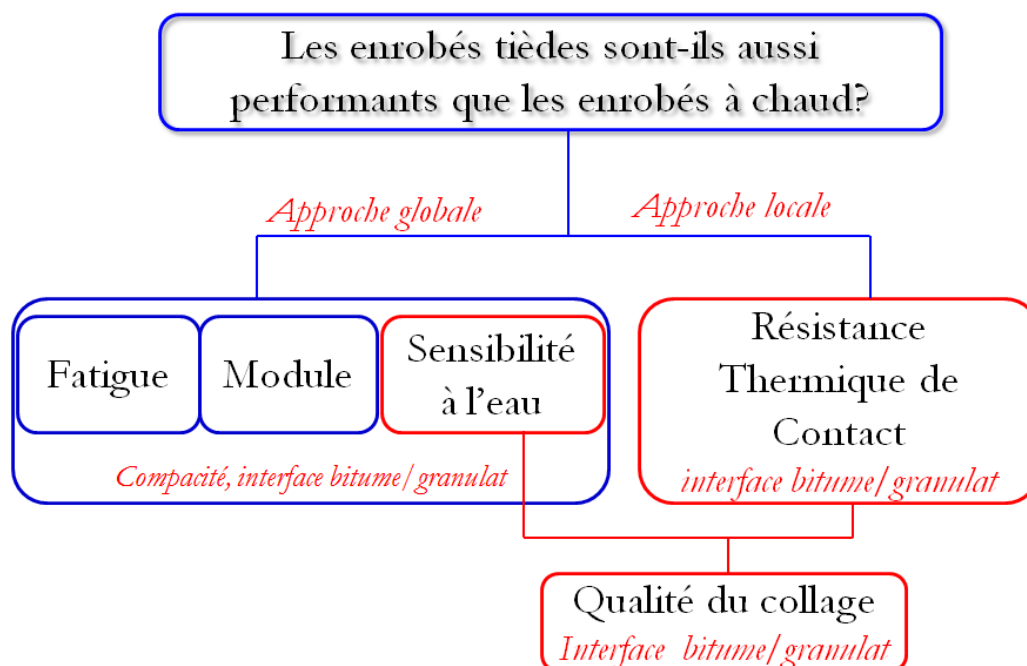 Les enrobés tièdes sont-ils aussi
performants que les enrobés à chaud?
Approche globale
Approche locale
Fatigue
Module
Sensibilité
à l'eau
Compacité, interface bitume/granulat
Résistance
Thermique de
Contact
interface bitume/granulat
Qualité du collage
Interface bitume/granulat